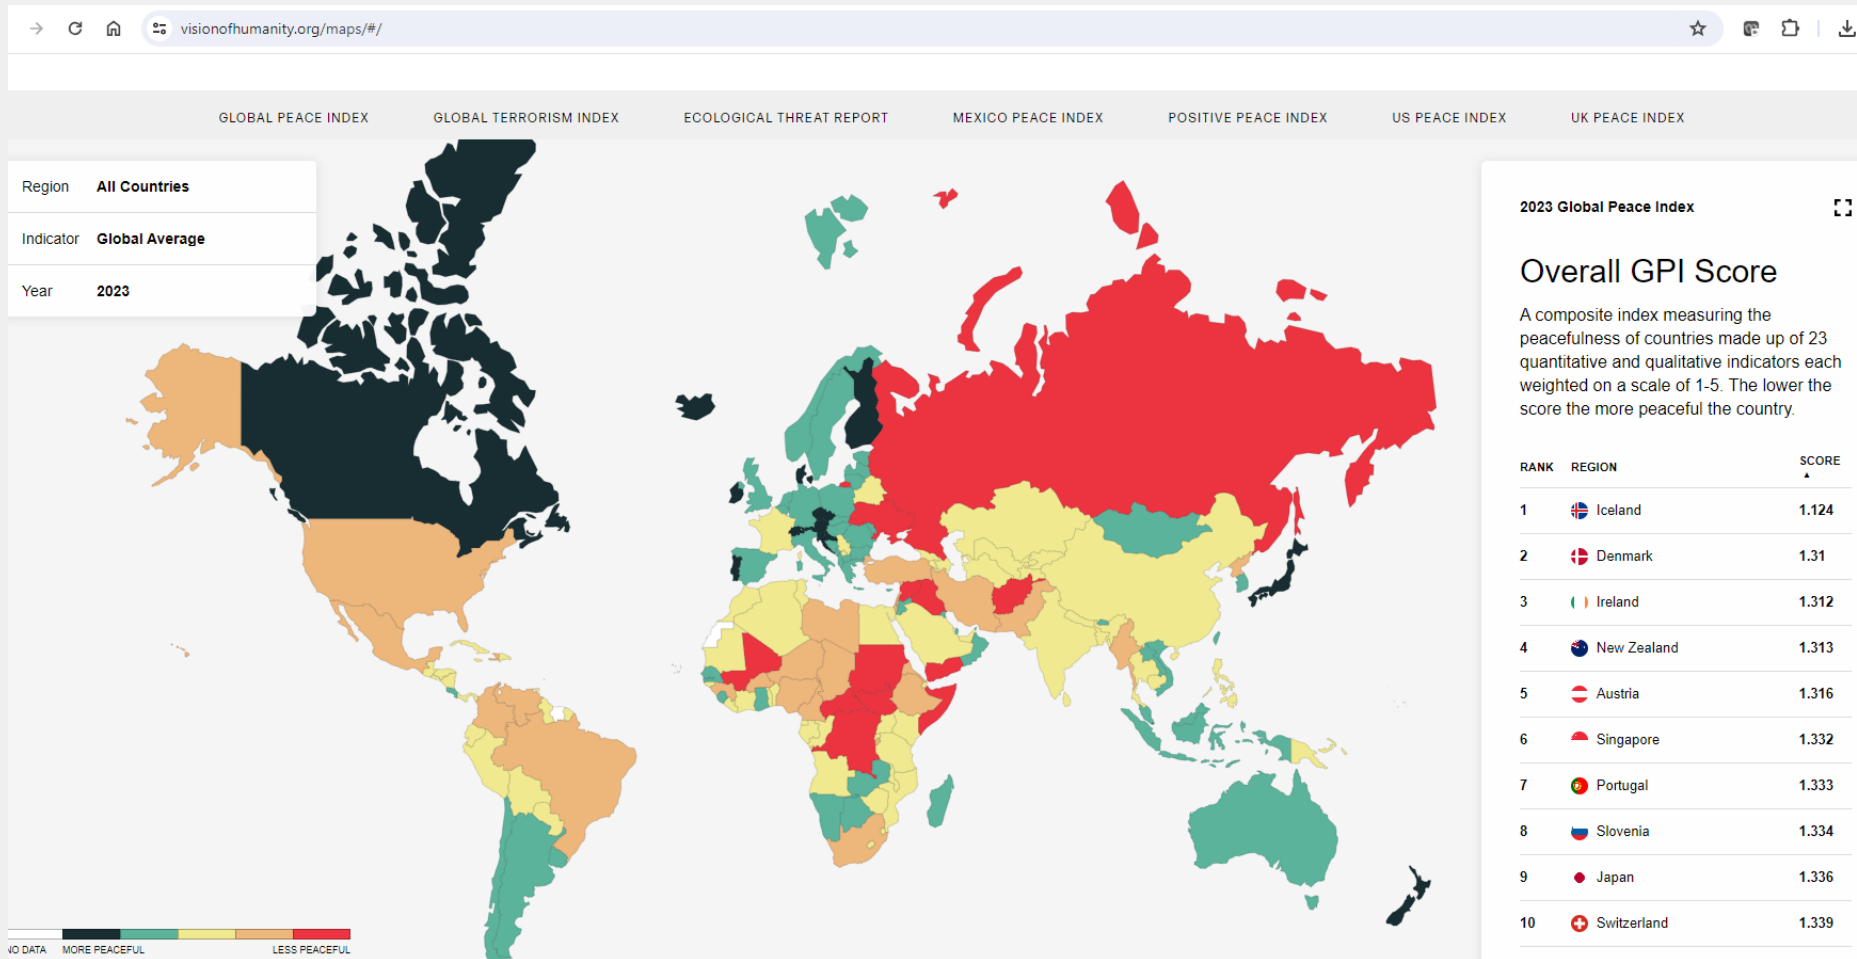 visionofhumanity.org/maps/#/
GLOBAL PEACE INDEX
GLOBAL TERRORISM INDEX
ECOLOGICAL THREAT REPORT
MEXICO PEACE INDEX
POSITIVE PEACE INDEX
US PEACE INDEX
UK PEACE INDEX
Region All Countries
Indicator Global Average
Year 2023
2023 Global Peace Index
Overall GPI Score
A composite index measuring the
peacefulness of countries made up of 23
quantitative and qualitative indicators each
weighted on a scale of 1-5. The lower the
score the more peaceful the country.
RANK REGION SCORE
1 Iceland 1.124
2 Denmark 1.31
3 Ireland 1.312
4 New Zealand 1.313
5 Austria 1.316
6 Singapore 1.332
7 Portugal 1.333
8 Slovenia 1.334
9 Japan 1.336
10 Switzerland 1.339
NO DATA MORE PEACEFUL LESS PEACEFUL